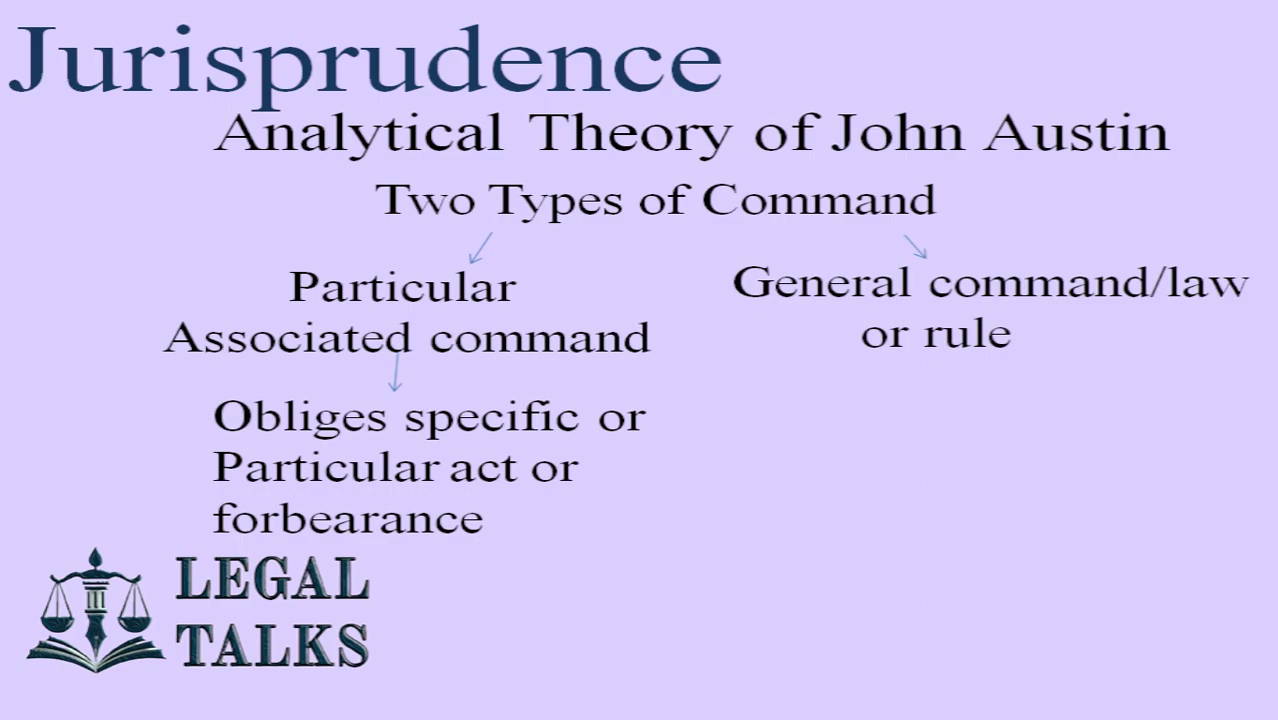 Jurisprudence
Analytical Theory of John Austin
Two Types of Command
Particular
Associated command
Obliges specific or
Particular act or
forbearance
General command/law
or rule
LEGAL
TALKS